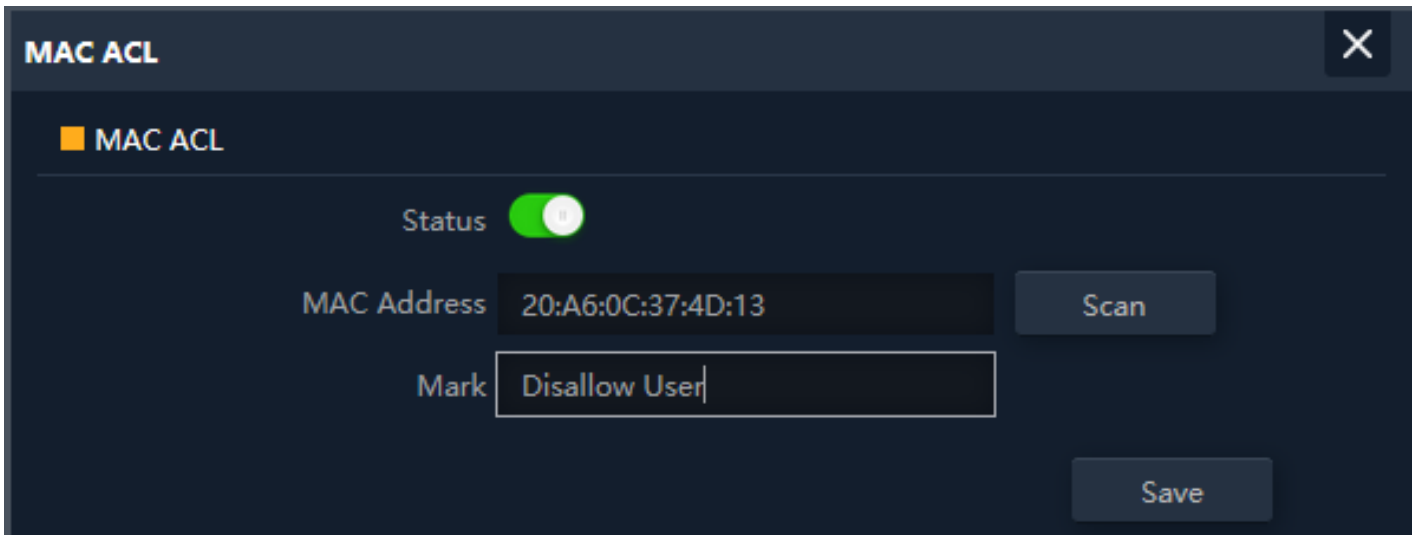 MAC ACL
MAC ACL
Status
MAC Address 20:A6:0C:37:4D:13 Scan
Mark Disallow User
Save